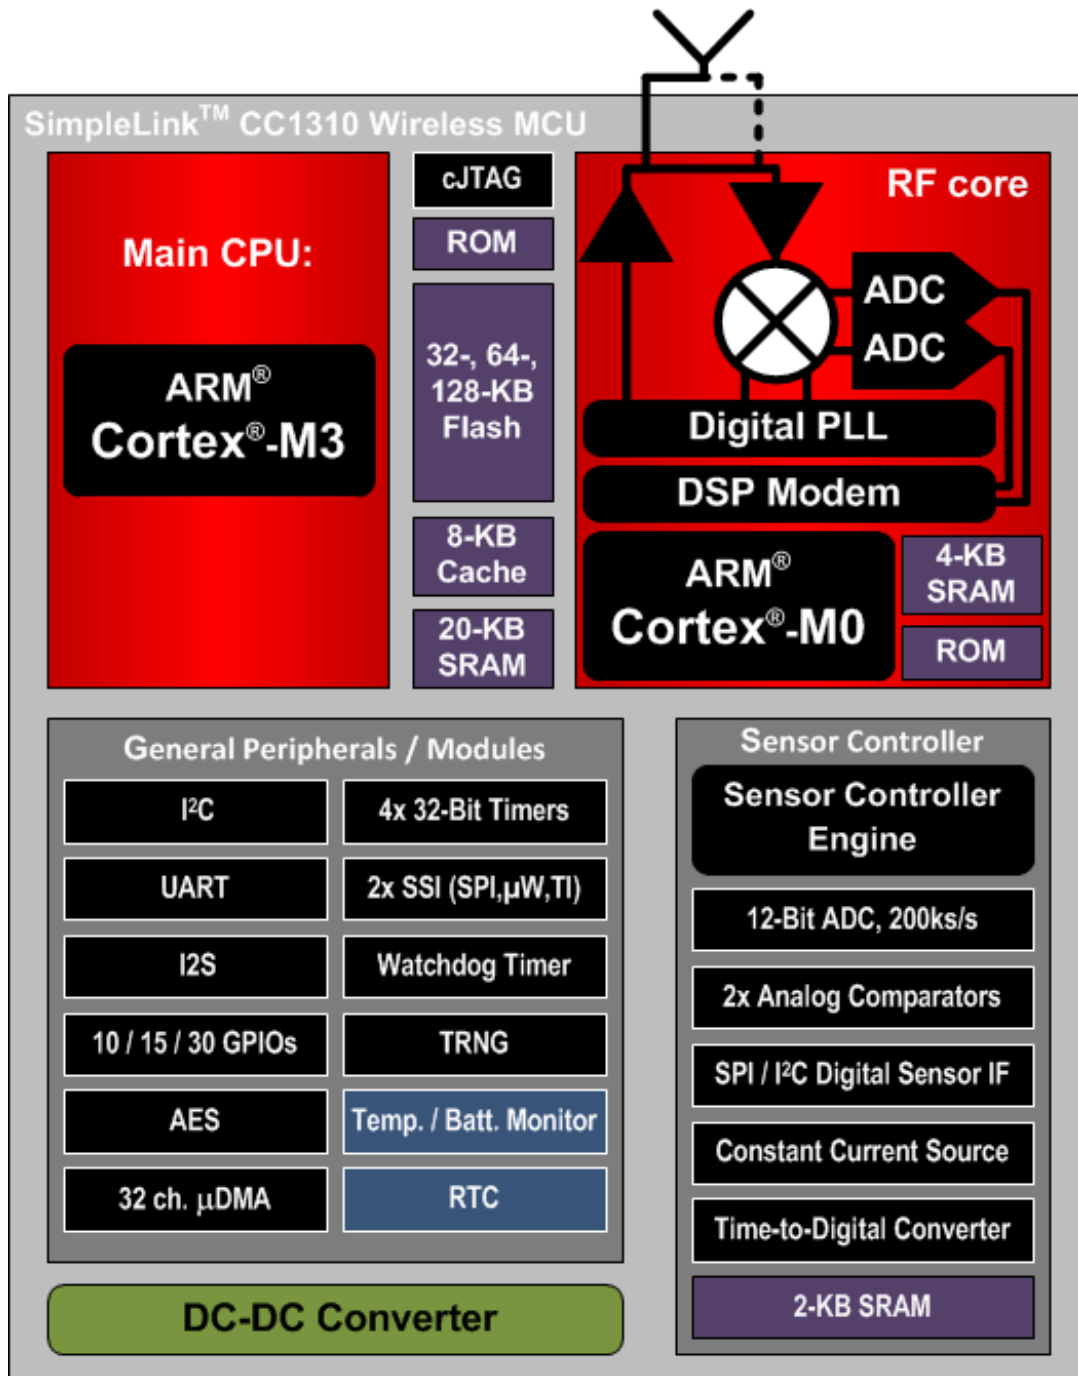 SimpleLink™ CC1310 Wireless MCU
Main CPU:
ARM®
Cortex®-M3
cJTAG
ROM
32-, 64-,
128-KB
Flash
8-KB
Cache
20-KB
SRAM
RF core
ADC
ADC
Digital PLL
DSP Modem
ARM®
Cortex®-M0
4-KB
SRAM
ROM
General Peripherals / Modules
I²C
4x 32-Bit Timers
UART
2x SSI (SPI,µW,TI)
I2S
Watchdog Timer
10 / 15 / 30 GPIOs
TRNG
AES
Temp. / Batt. Monitor
32 ch. µDMA
RTC
Sensor Controller
Sensor Controller
Engine
12-Bit ADC, 200ks/s
2x Analog Comparators
SPI / I²C Digital Sensor IF
Constant Current Source
Time-to-Digital Converter
2-KB SRAM
DC-DC Converter